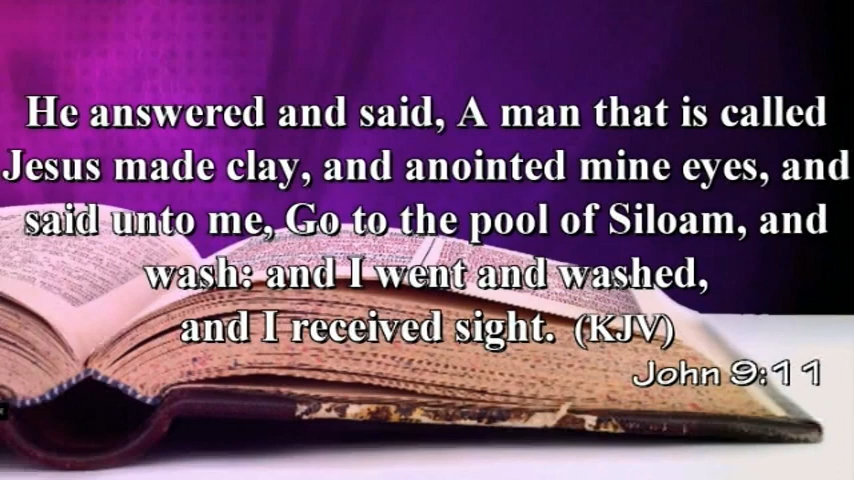 He answered and said, A man that is called
Jesus made clay, and anointed mine eyes, and
said unto me, Go to the pool of Siloam, and
wash: and I went and washed,
and I received sight. (KJV)
John 9:11